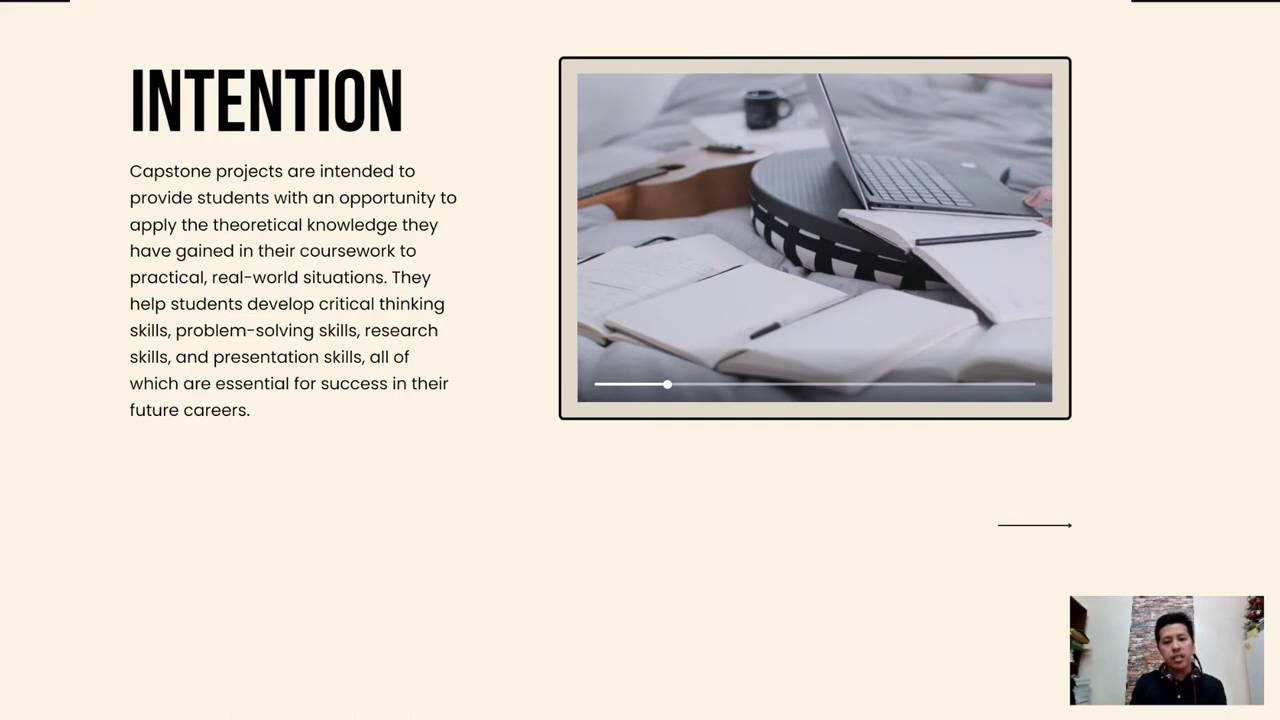 INTENTION
Capstone projects are intended to
provide students with an opportunity to
apply the theoretical knowledge they
have gained in their coursework to
practical, real-world situations. They
help students develop critical thinking
skills, problem-solving skills, research
skills, and presentation skills, all of
which are essential for success in their
future careers.